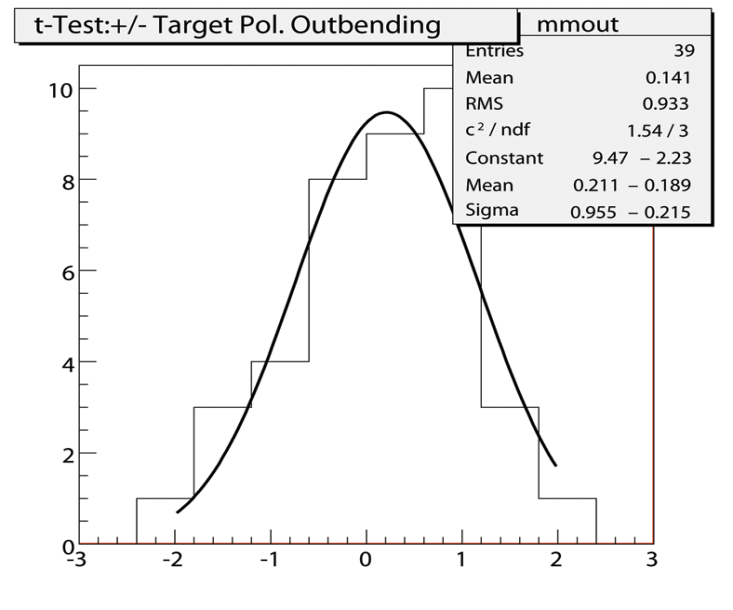 t-Test:+/- Target Pol. Outbending
mmout
Entries 39
Mean 0.141
RMS 0.933
c² / ndf 1.54 / 3
Constant 9.47 – 2.23
Mean 0.211 – 0.189
Sigma 0.955 – 0.215
10
8
6
4
2
0
-3 -2 -1 0 1 2 3